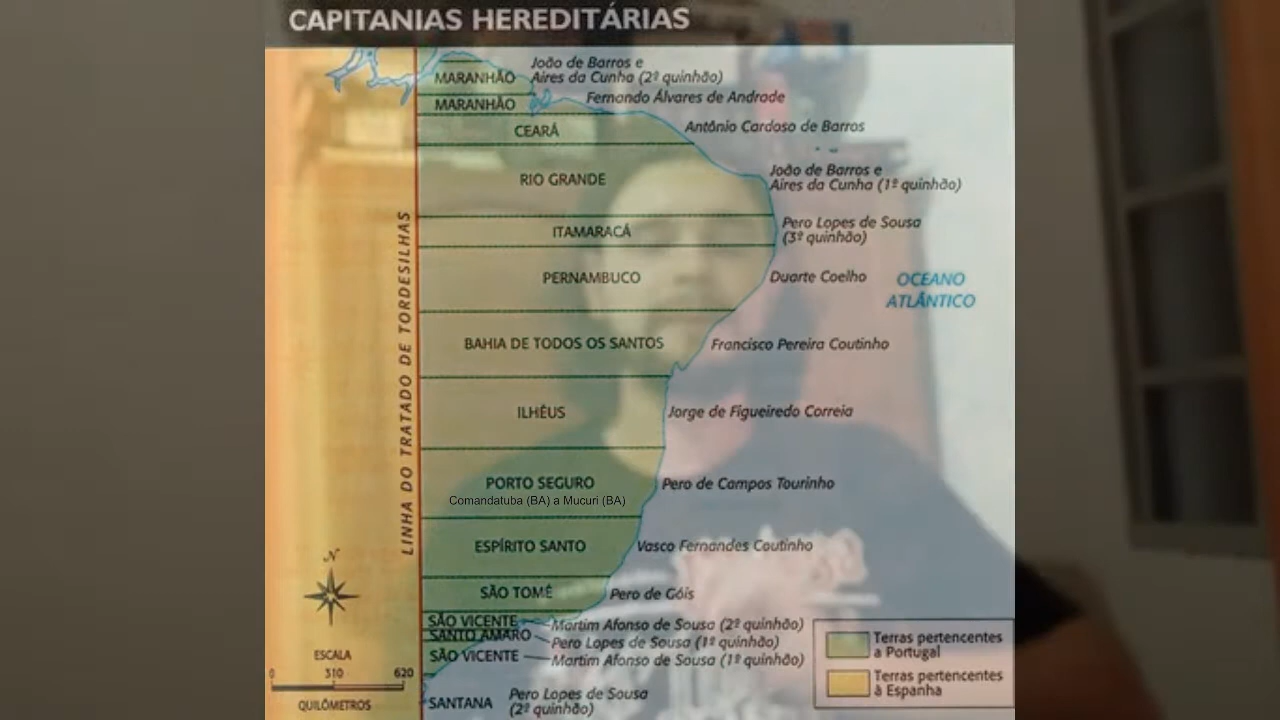 CAPITANIAS HEREDITÁRIAS
João de Barros e
Aires da Cunha (2º quinhão)
MARANHÃO
Fernando Álvares de Andrade
MARANHÃO
Antônio Cardoso de Barros
CEARÁ
João de Barros e
Aires da Cunha (1º quinhão)
RIO GRANDE
Pero Lopes de Sousa
(3º quinhão)
ITAMARACÁ
PERNAMBUCO
Duarte Coelho
OCEANO
ATLÂNTICO
BAHIA DE TODOS OS SANTOS
Francisco Pereira Coutinho
ILHÉUS
Jorge de Figueiredo Correia
LINHA DO TRATADO DE TORDESILHAS
PORTO SEGURO
Comandatuba (BA) a Mucuri (BA)
Pero de Campos Tourinho
ESPÍRITO SANTO
Vasco Fernandes Coutinho
N
SÃO TOMÉ
Pero de Góis
SÃO VICENTE
Martim Afonso de Sousa (2º quinhão)
SANTO AMARO
Pero Lopes de Sousa (1º quinhão)
SÃO VICENTE
Martim Afonso de Sousa (1º quinhão)
SANTANA
Pero Lopes de Sousa
(2º quinhão)
ESCALA
0 310 620
QUILÔMETROS
Terras pertencentes
a Portugal
Terras pertencentes
à Espanha